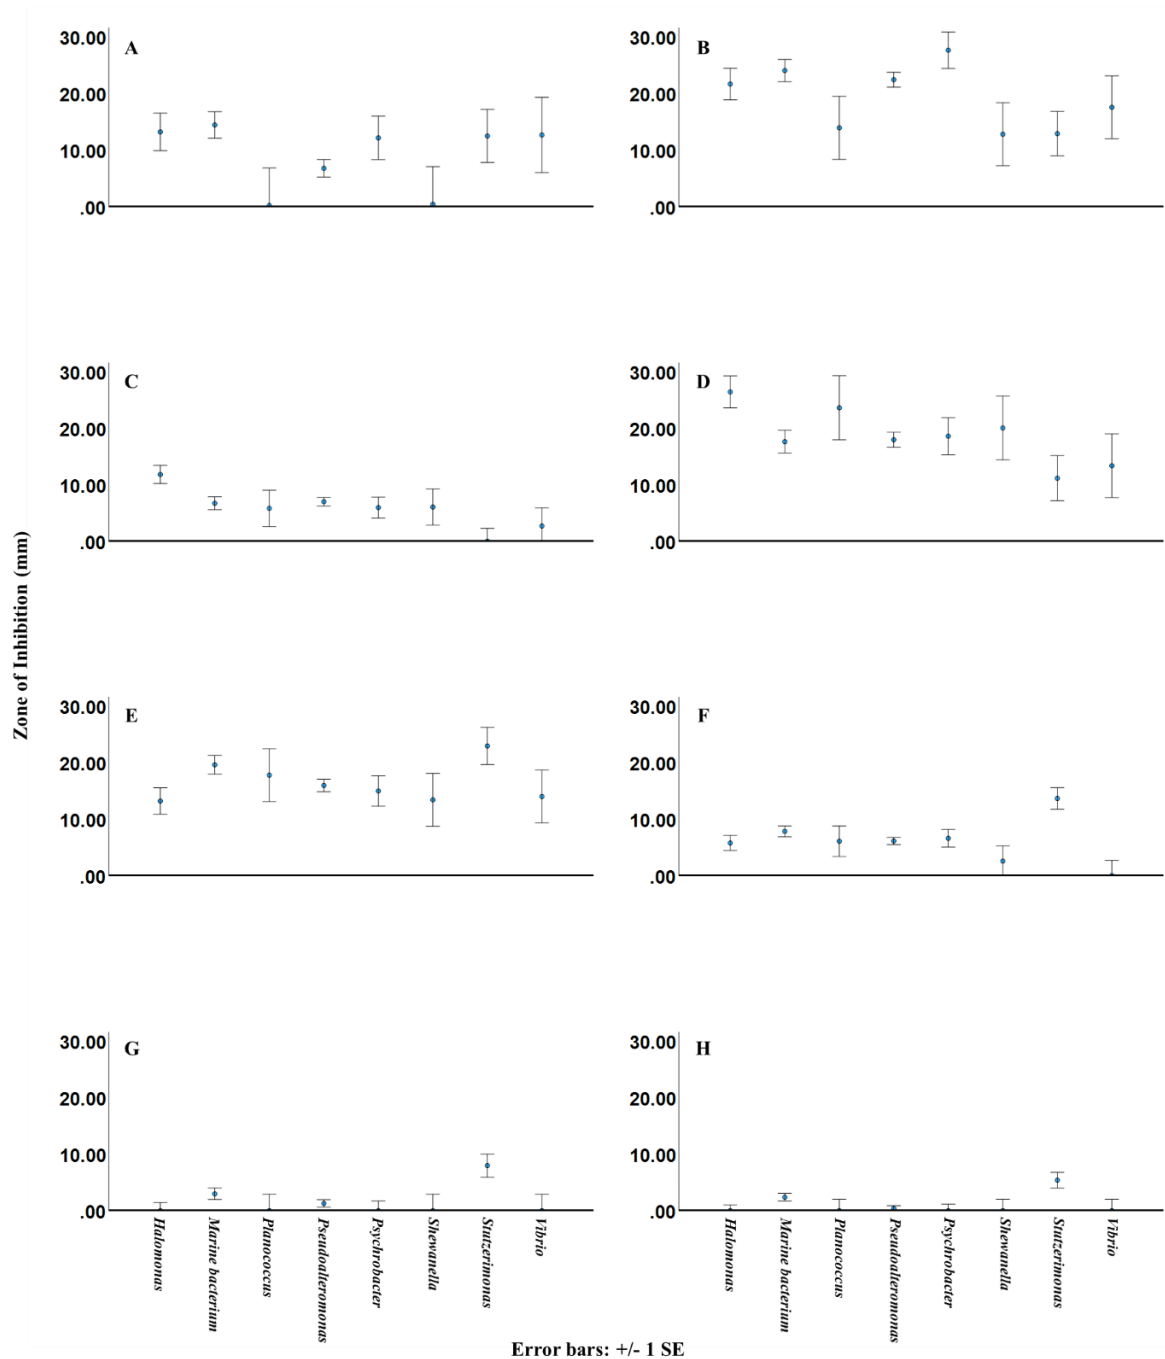 30.00
A
20.00
10.00
.00
30.00
B
20.00
10.00
.00
30.00
C
20.00
10.00
.00
30.00
D
20.00
10.00
.00
Zone of Inhibition (mm)
30.00
E
20.00
10.00
.00
30.00
F
20.00
10.00
.00
30.00
G
20.00
10.00
.00
Halomonas
Marine bacterium
Planococcus
Pseudoalteromonas
Psychrobacter
Shewanella
Stutzerimonas
Vibrio
30.00
H
20.00
10.00
.00
Halomonas
Marine bacterium
Planococcus
Pseudoalteromonas
Psychrobacter
Shewanella
Stutzerimonas
Vibrio
Error bars: +/- 1 SE